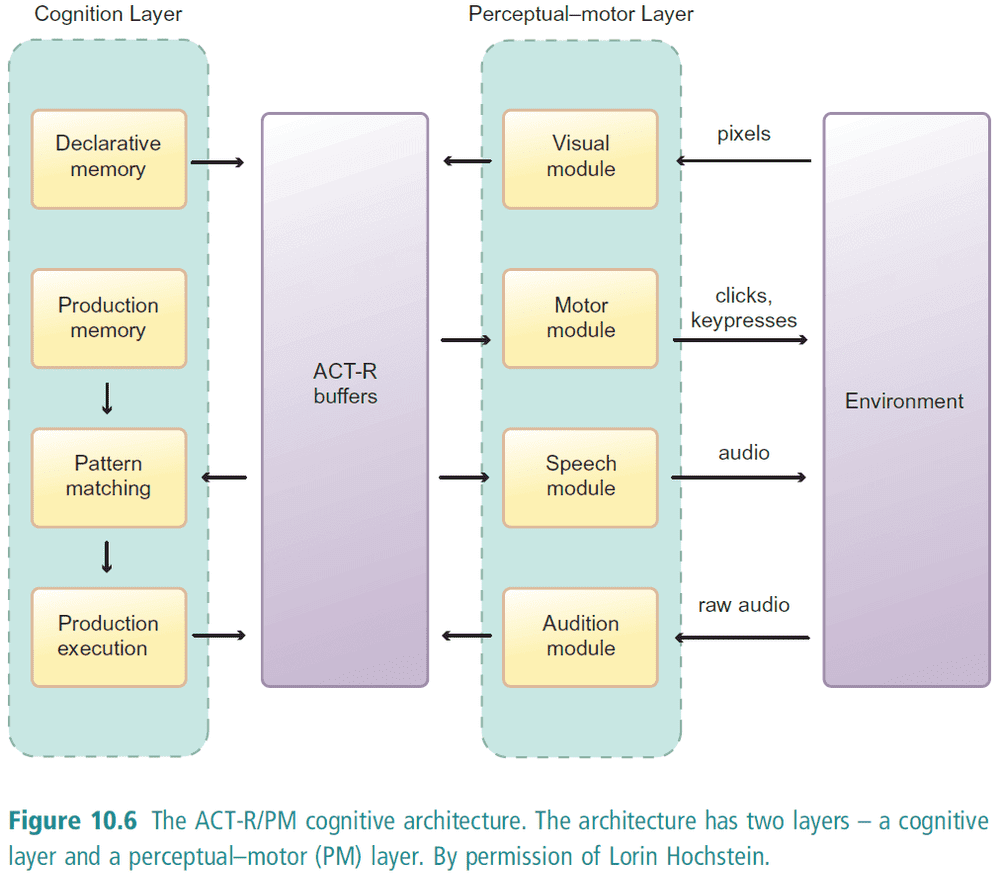 Cognition Layer
Perceptual–motor Layer
Declarative
memory
Production
memory
Pattern
matching
Production
execution
ACT-R
buffers
Visual
module
Motor
module
Speech
module
Audition
module
pixels
clicks,
keypresses
audio
raw audio
Environment
Figure 10.6 The ACT-R/PM cognitive architecture. The architecture has two layers – a cognitive
layer and a perceptual–motor (PM) layer. By permission of Lorin Hochstein.